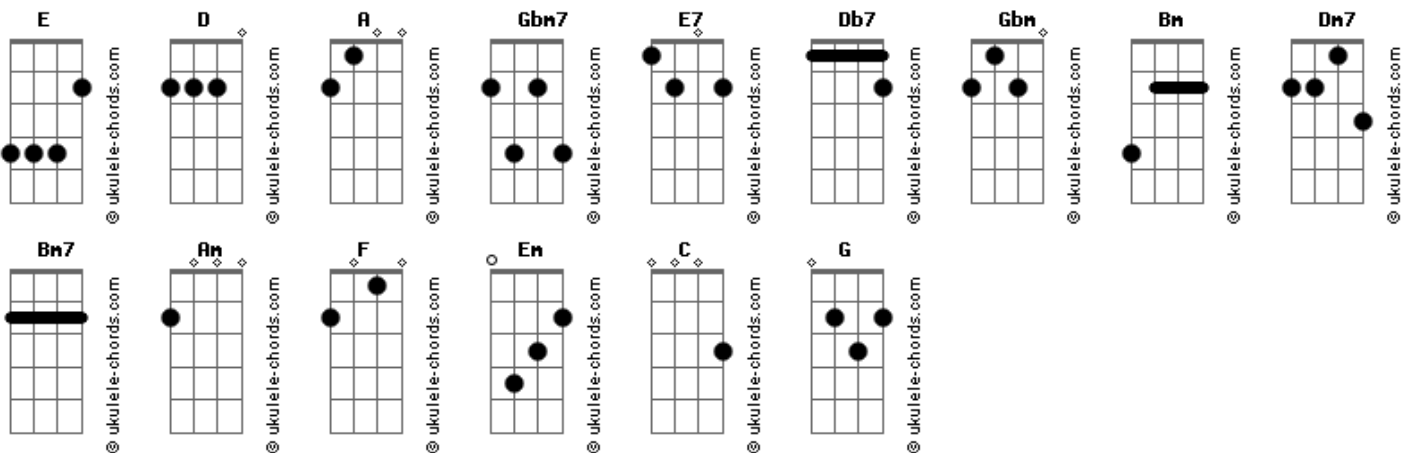 E D A Gbm7 E7 Db7 Gbm Bm Dm7
© ukulele-chords.com © ukulele-chords.com © ukulele-chords.com © ukulele-chords.com © ukulele-chords.com © ukulele-chords.com © ukulele-chords.com © ukulele-chords.com © ukulele-chords.com
Bm7 Am F Em C G
© ukulele-chords.com © ukulele-chords.com © ukulele-chords.com © ukulele-chords.com © ukulele-chords.com © ukulele-chords.com